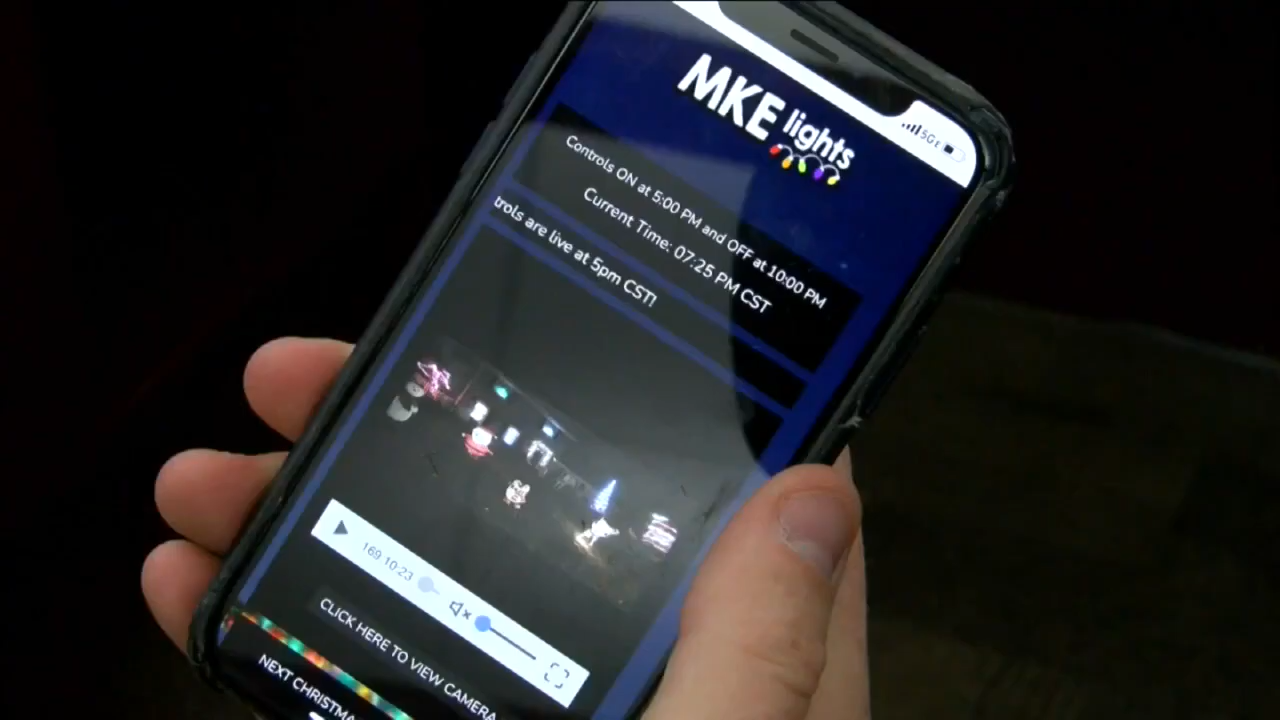 5GE
MKE lights
Controls ON at 5:00 PM and OFF at 10:00 PM
Current Time: 07:25 PM CST
trols are live at 5pm CST!
169:10:23
CLICK HERE TO VIEW CAMERA
NEXT CHRISTMA